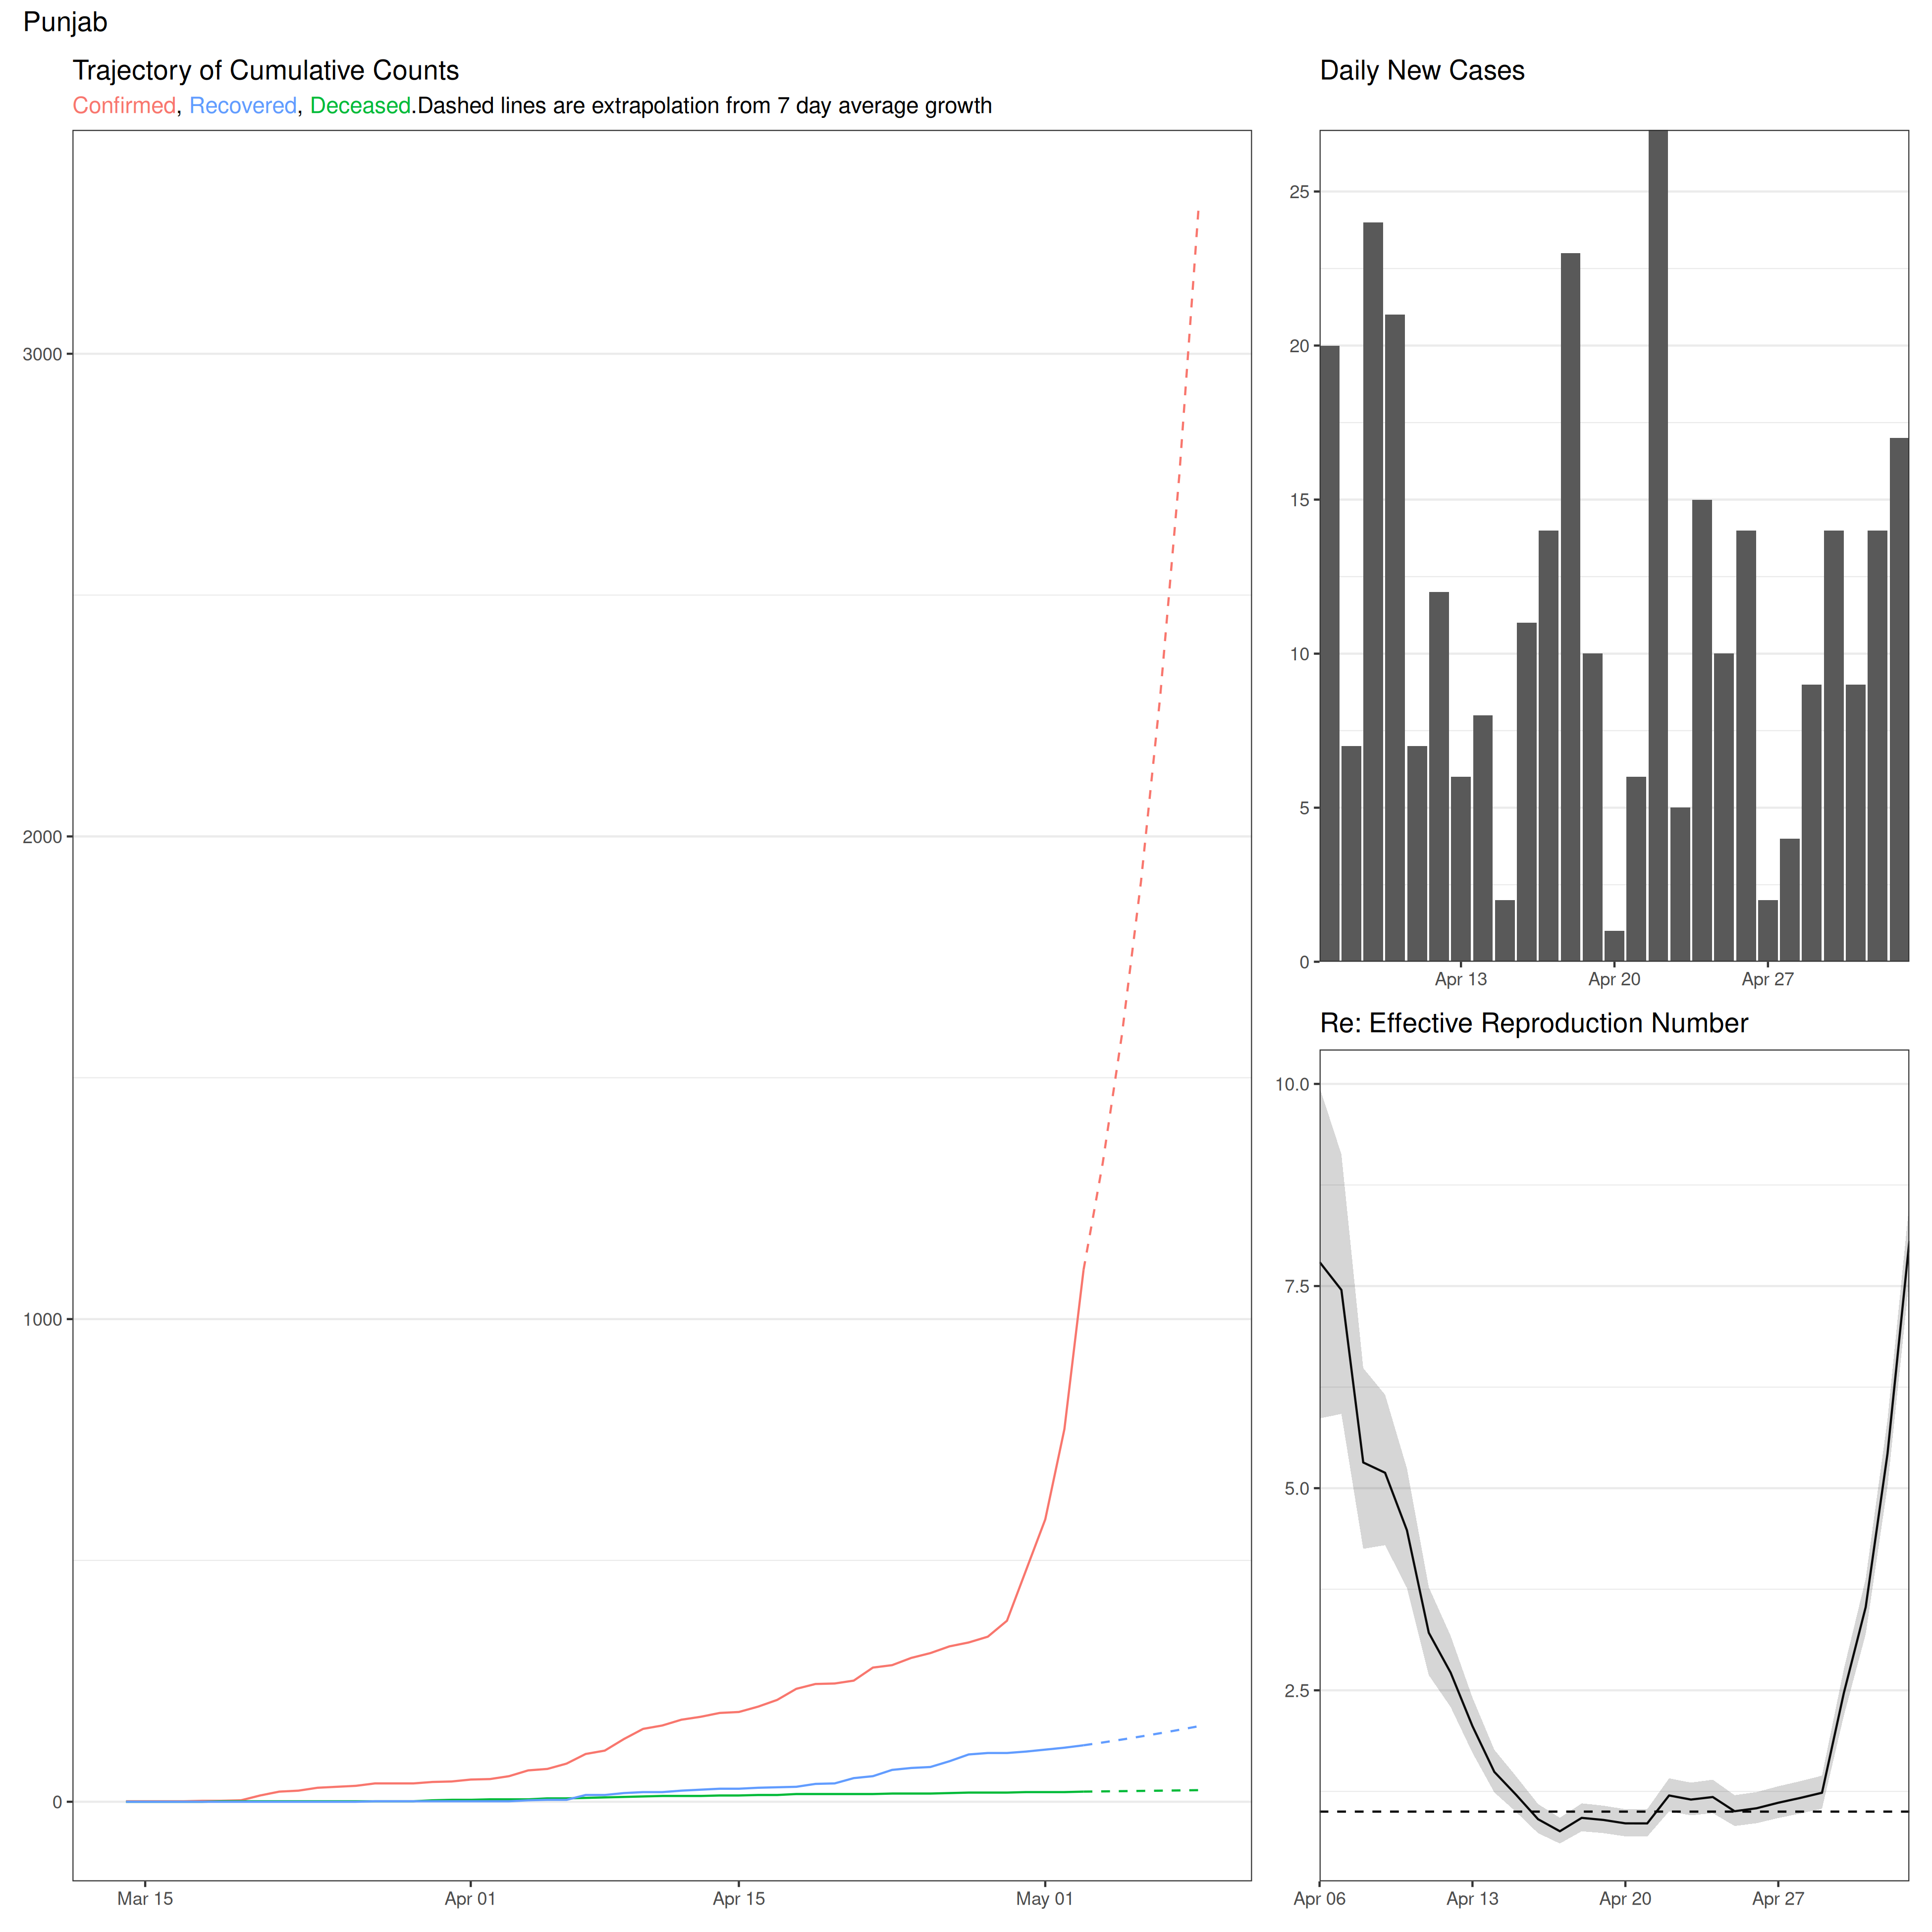 Punjab
Trajectory of Cumulative Counts
Confirmed, Recovered, Deceased.Dashed lines are extrapolation from 7 day average growth
3000
2000
1000
0
Mar 15 Apr 01 Apr 15 May 01
Daily New Cases
25
20
15
10
5
0
Apr 13 Apr 20 Apr 27
Re: Effective Reproduction Number
10.0
7.5
5.0
2.5
Apr 06 Apr 13 Apr 20 Apr 27